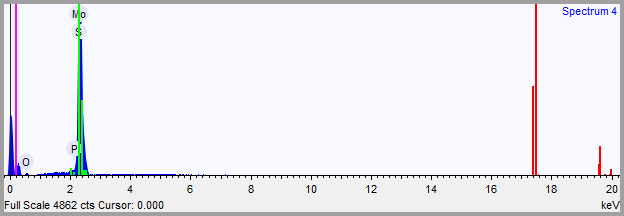 Spectrum 4
Mo
S
P
O
0 2 4 6 8 10 12 14 16 18 20
Full Scale 4862 cts Cursor: 0.000 keV